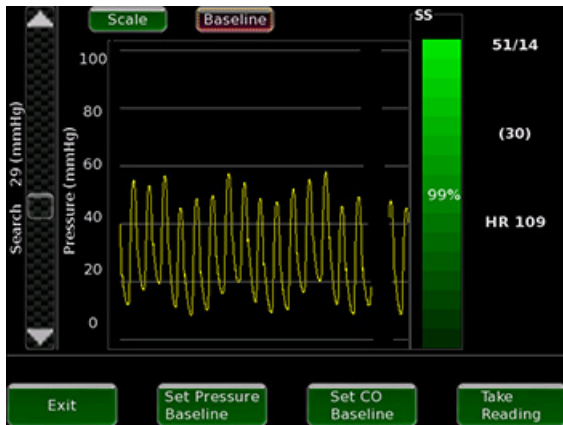 Scale
Baseline
SS
51/14
100
80
60
40
20
0
Pressure (mmHg)
Search 29 (mmHg)
99%
(30)
HR 109
Exit
Set Pressure
Baseline
Set CO
Baseline
Take
Reading